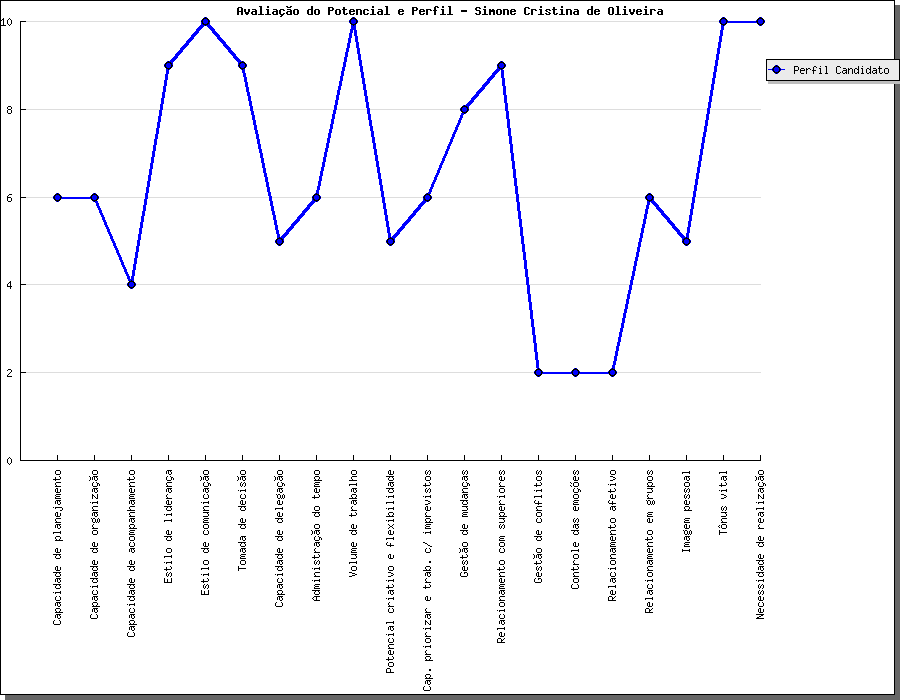 Avaliação do Potencial e Perfil - Simone Cristina de Oliveira
10
8
6
4
2
0
Perfil Candidato
Capacidade de planejamento
Capacidade de organização
Capacidade de acompanhamento
Estilo de liderança
Estilo de comunicação
Tomada de decisão
Capacidade de delegação
Administração do tempo
Volume de trabalho
Potencial criativo e flexibilidade
Cap. priorizar e trab. c/ imprevistos
Gestão de mudanças
Relacionamento com superiores
Gestão de conflitos
Controle das emoções
Relacionamento afetivo
Relacionamento em grupos
Imagem pessoal
Tônus vital
Necessidade de realização